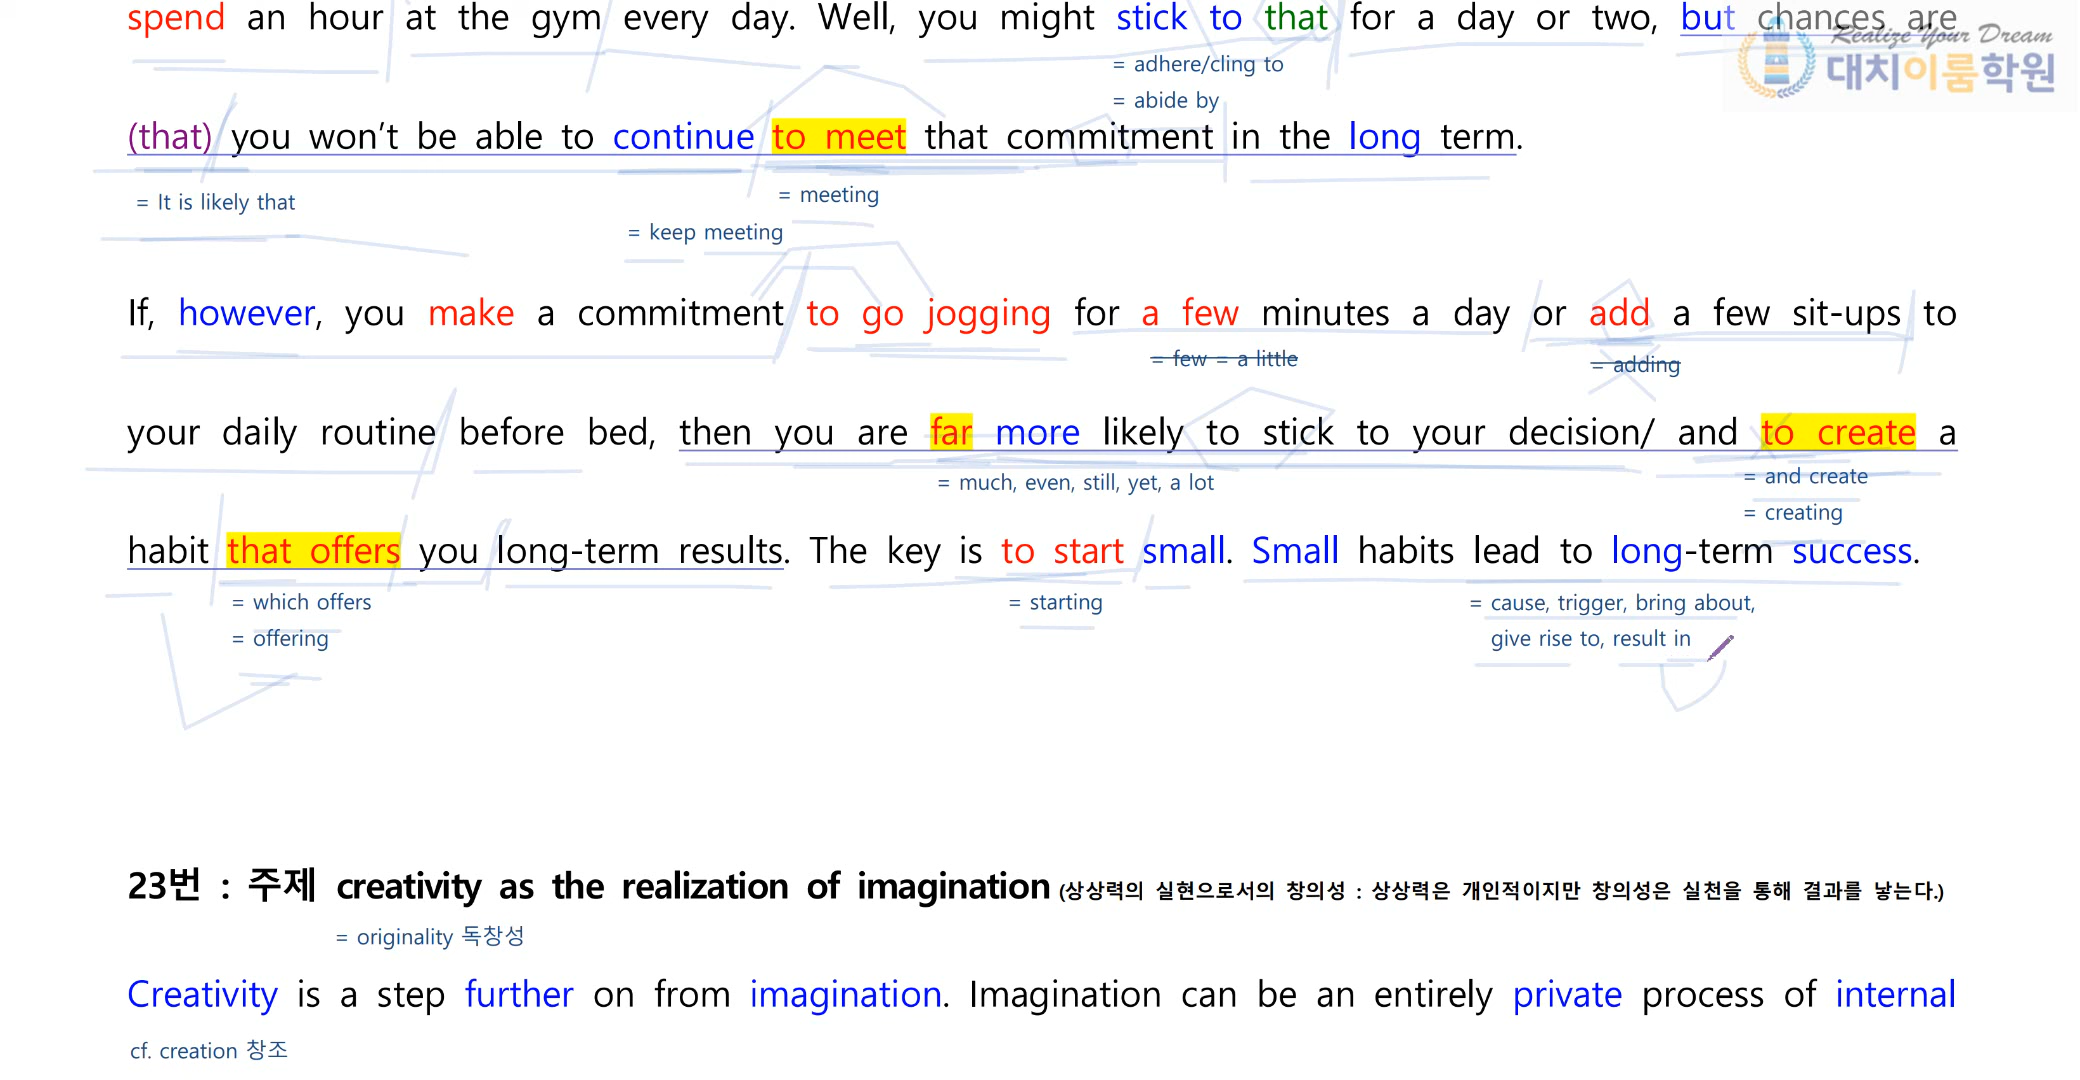 spend an hour at the gym every day. Well, you might stick to that for a day or two, but chances are
Realize Your Dream
대치이룸학원
= adhere/cling to
= abide by
(that) you won't be able to continue to meet that commitment in the long term.
= It is likely that
= meeting
= keep meeting
If, however, you make a commitment to go jogging for a few minutes a day or add a few sit-ups to
= few = a little
= adding
your daily routine before bed, then you are far more likely to stick to your decision/ and to create a
= much, even, still, yet, a lot
= and create
= creating
habit that offers you long-term results. The key is to start small. Small habits lead to long-term success.
= which offers
= offering
= starting
= cause, trigger, bring about,
give rise to, result in
23번 : 주제 creativity as the realization of imagination (상상력의 실현으로서의 창의성 : 상상력은 개인적이지만 창의성은 실천을 통해 결과를 낳는다.)
= originality 독창성
Creativity is a step further on from imagination. Imagination can be an entirely private process of internal
cf. creation 창조